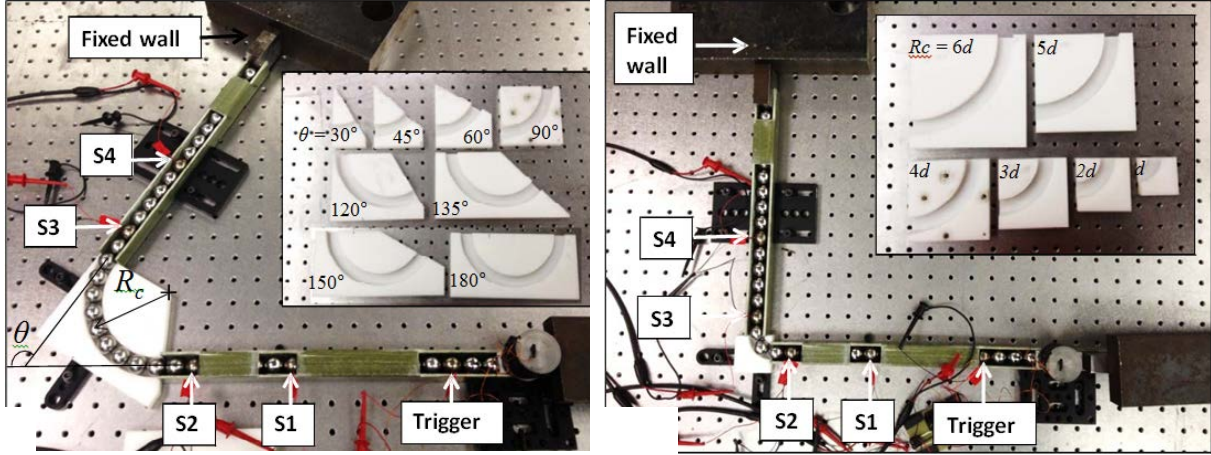 Fixed wall
θ = 30°
45°
60°
90°
120°
135°
150°
180°
S4
S3
Rc
θ
S2
S1
Trigger
Fixed
wall
Rc = 6d
5d
4d
3d
2d
d
S4
S3
S2
S1
Trigger